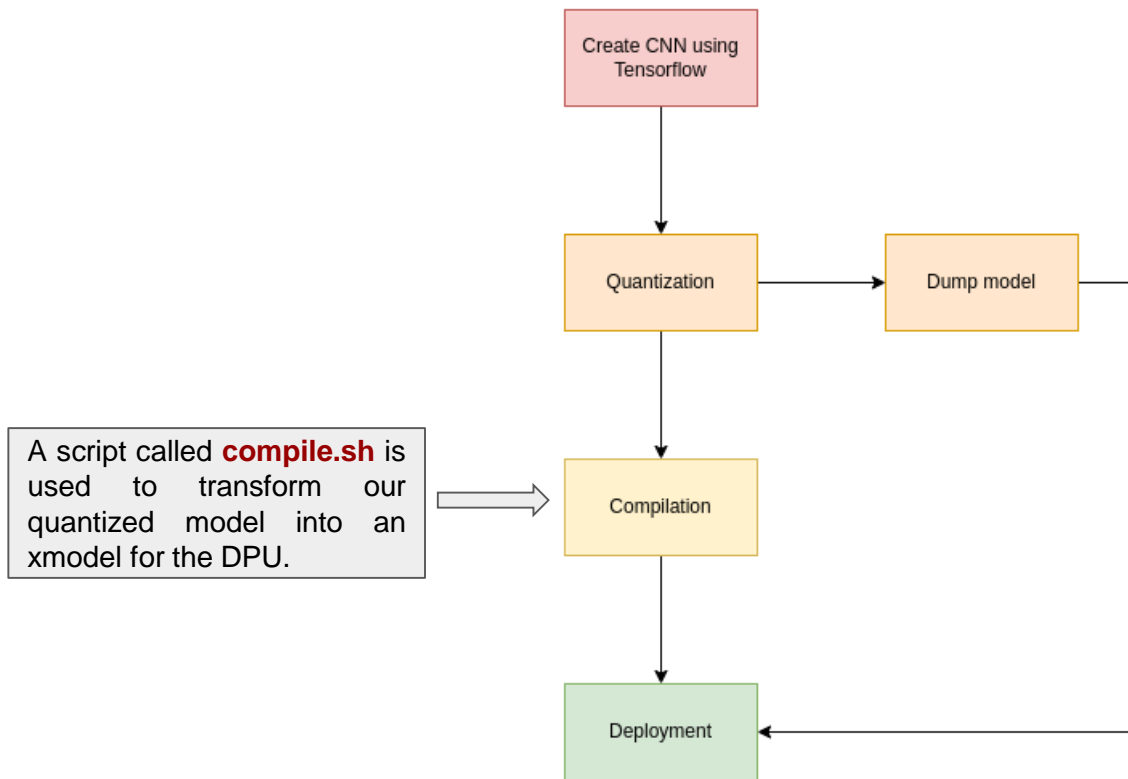 Create CNN using
Tensorflow
Quantization
Dump model
A script called compile.sh is
used to transform our
quantized model into an
xmodel for the DPU.
Compilation
Deployment